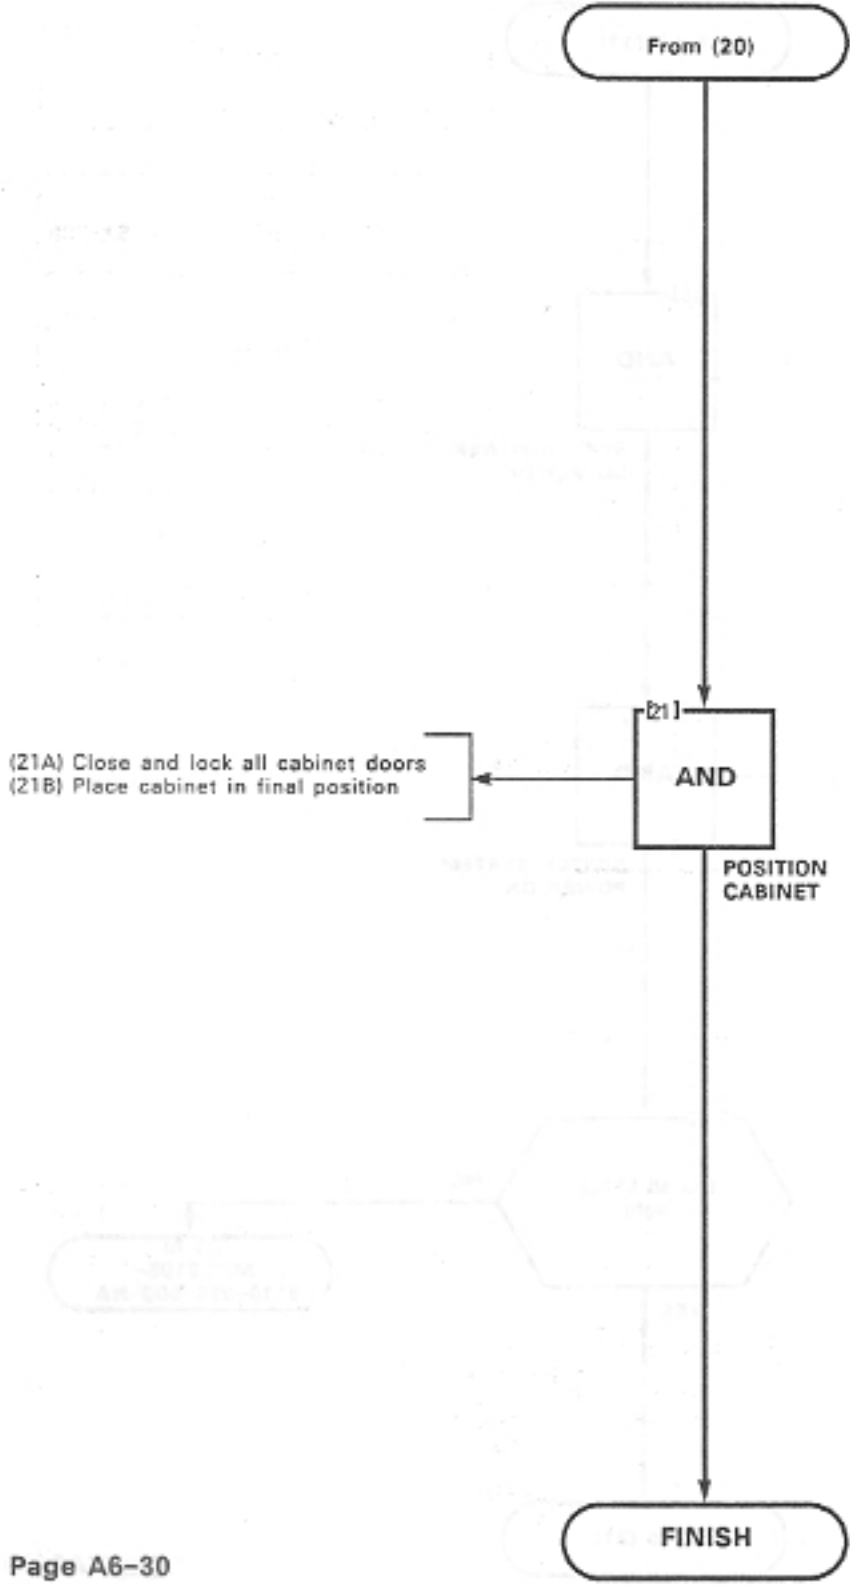 From (20)
[21]
(21A) Close and lock all cabinet doors
(21B) Place cabinet in final position
AND
POSITION
CABINET
FINISH
Page A6-30